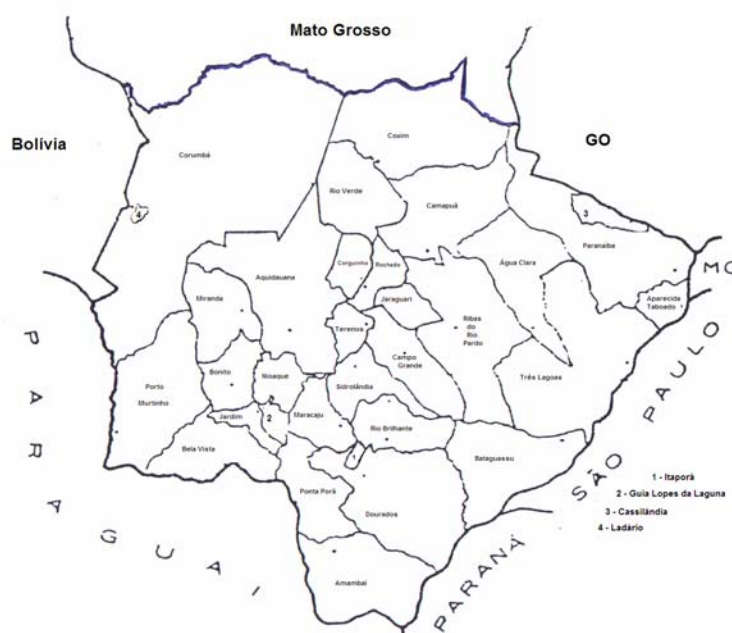 Mato Grosso
Bolívia
GO
Corumbá
Coxim
Rio Verde
Camapuã
3
4
Paranaíba
Água Clara
Corguinho
Rochedo
Aquidauana
Miranda
Jaraguari
Aparecida
Taboado
Terenos
Ribas
do
Rio
Pardo
Campo
Grande
Três Lagoas
Porto
Murtinho
Bonito
Nioaque
Sidrolândia
Jardim
2
Maracaju
Rio Brilhante
Bela Vista
1
Bataguassu
Ponta Porã
Dourados
Amambai
PARAGUAI
PARANÁ
SÃO PAULO
1 - Itaporã
2 - Guia Lopes da Laguna
3 - Cassilândia
4 - Ladário